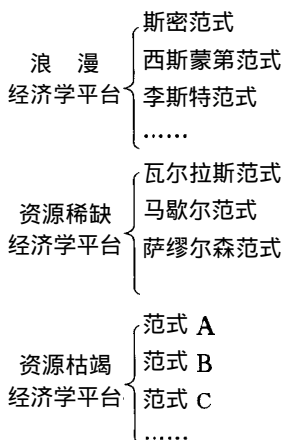 浪 漫
经济学平台
斯密范式
西斯蒙第范式
李斯特范式
……
资源稀缺
经济学平台
瓦尔拉斯范式
马歇尔范式
萨缪尔森范式
资源枯竭
经济学平台
范式 A
范式 B
范式 C
……